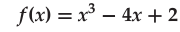 f(x) = x³ − 4x + 2